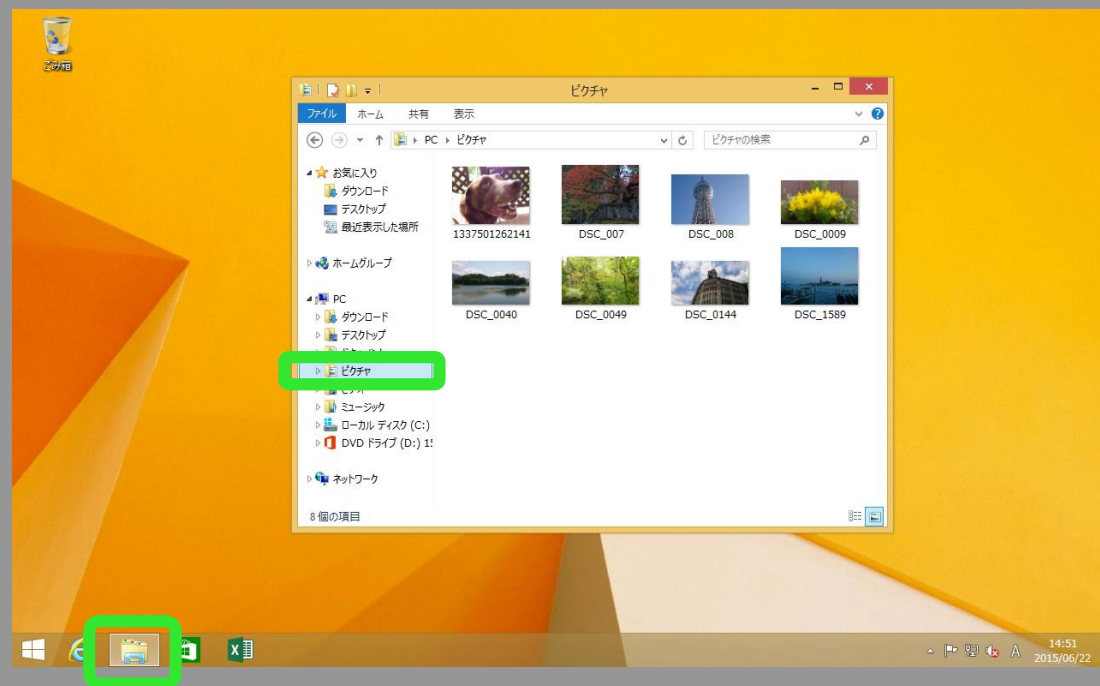 ごみ箱
ピクチャ
ファイル ホーム 共有 表示
PC ピクチャ ピクチャの検索
お気に入り
ダウンロード
デスクトップ
最近表示した場所
ホームグループ
PC
ダウンロード
デスクトップ
ピクチャ
ミュージック
ローカル ディスク (C:)
DVD ドライブ (D:) 15
ネットワーク
1337501262141 DSC_007 DSC_008 DSC_0009
DSC_0040 DSC_0049 DSC_0144 DSC_1589
8 個の項目
A 14:51
2015/06/22